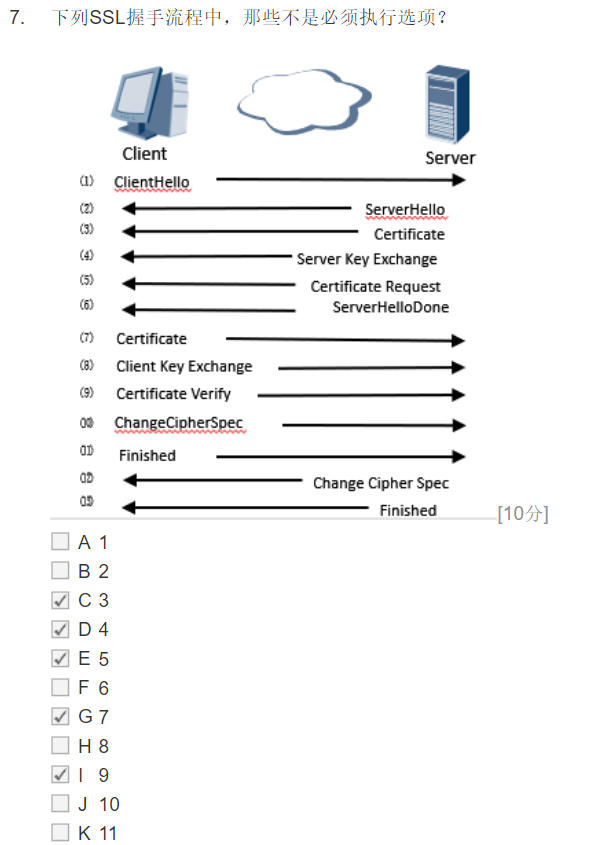 7. 下列SSL握手流程中，那些不是必须执行选项？
Client
Server
⑴ ClientHello
⑵ ServerHello
⑶ Certificate
⑷ Server Key Exchange
⑸ Certificate Request
⑹ ServerHelloDone
⑺ Certificate
⑻ Client Key Exchange
⑼ Certificate Verify
⑽ ChangeCipherSpec
⑾ Finished
⑿ Change Cipher Spec
⒀ Finished
[10分]
A 1
B 2
C 3
D 4
E 5
F 6
G 7
H 8
I 9
J 10
K 11